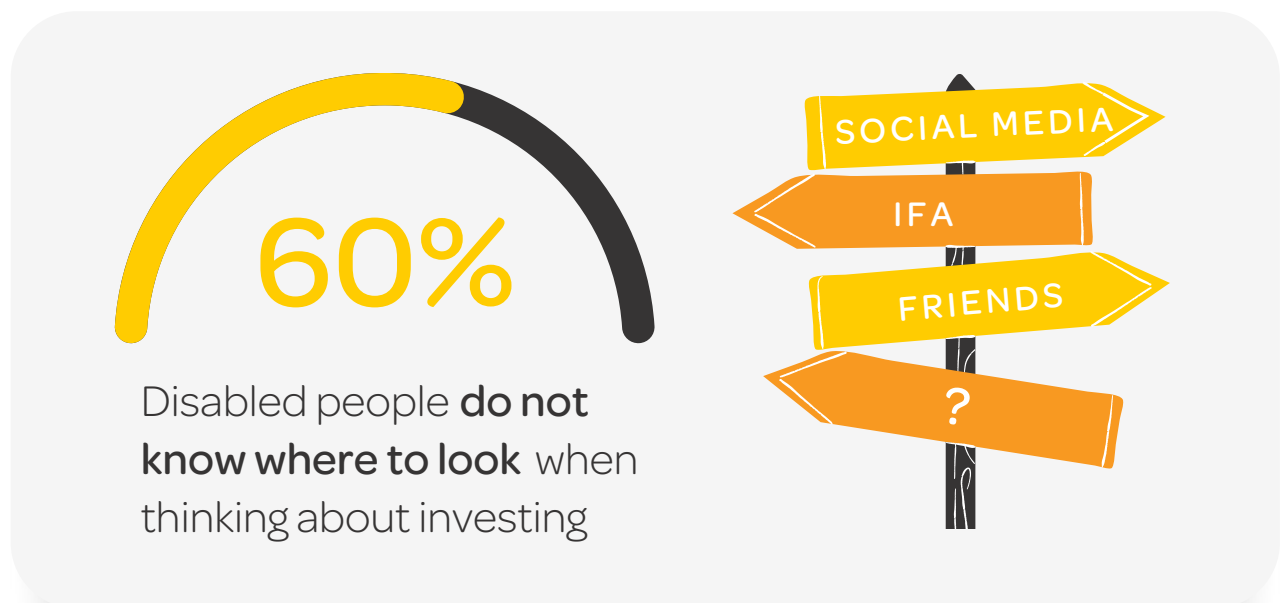 60%
Disabled people do not
know where to look when
thinking about investing
SOCIAL MEDIA
IFA
FRIENDS
?